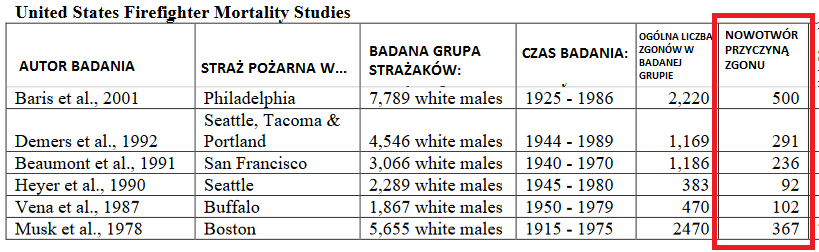 United States Firefighter Mortality Studies
AUTOR BADANIA STRAŻ POŻARNA W... BADANA GRUPA STRAŻAKÓW: CZAS BADANIA: OGÓLNA LICZBA ZGONÓW W BADANEJ GRUPIE NOWOTWÓR PRZYCZYNĄ ZGONU
Baris et al., 2001 Philadelphia 7,789 white males 1925 - 1986 2,220 500
Demers et al., 1992 Seattle, Tacoma & Portland 4,546 white males 1944 - 1989 1,169 291
Beaumont et al., 1991 San Francisco 3,066 white males 1940 - 1970 1,186 236
Heyer et al., 1990 Seattle 2,289 white males 1945 - 1980 383 92
Vena et al., 1987 Buffalo 1,867 white males 1950 - 1979 470 102
Musk et al., 1978 Boston 5,655 white males 1915 - 1975 2470 367